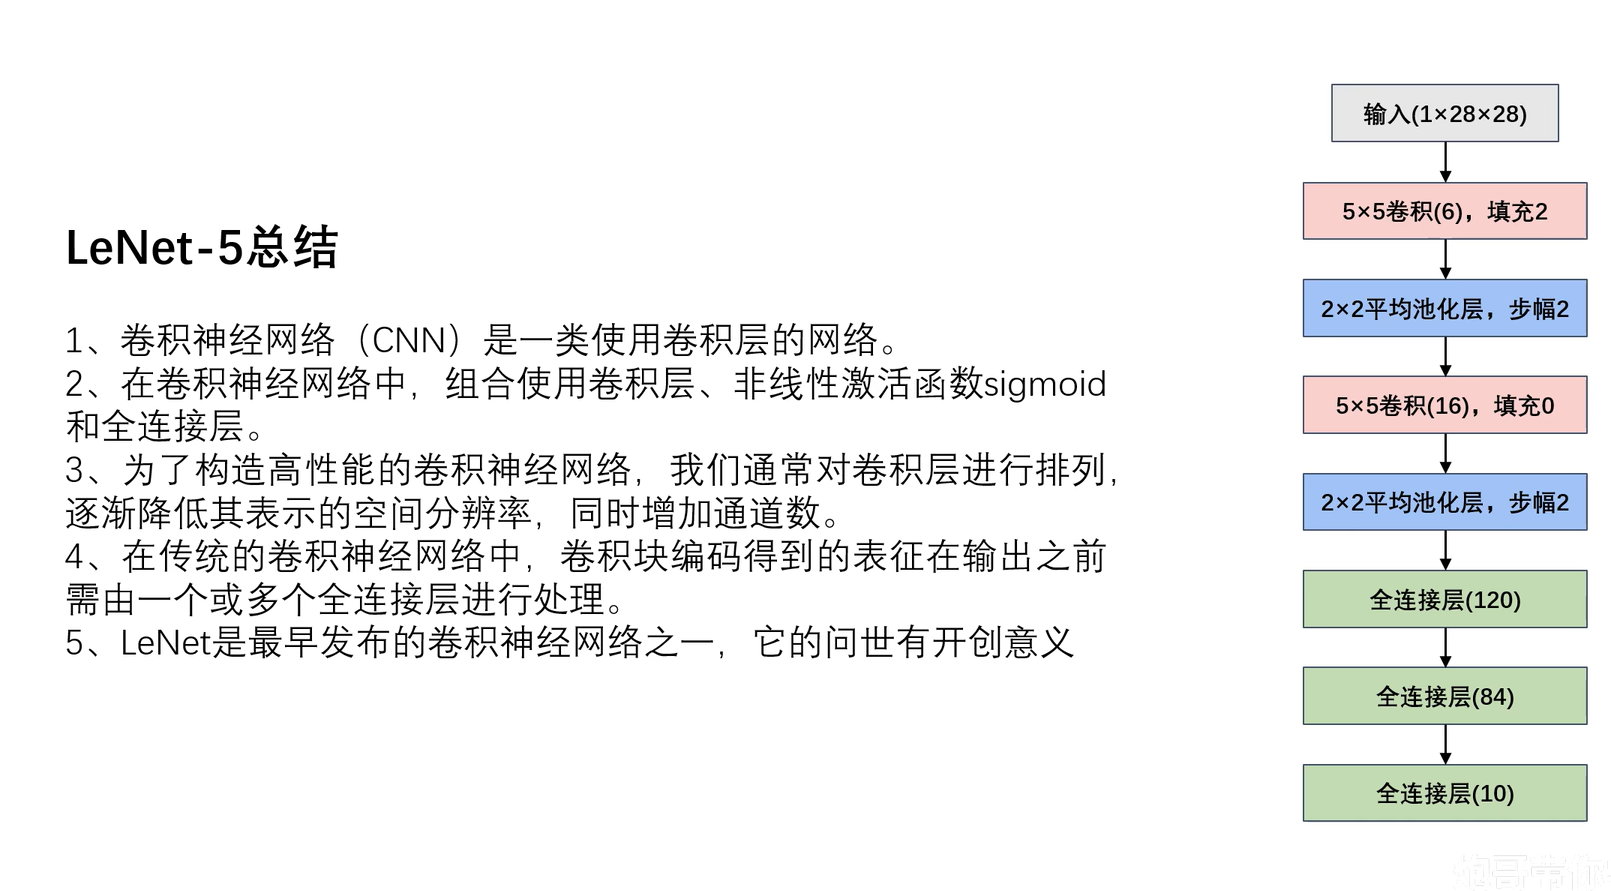 LeNet-5总结
1、卷积神经网络（CNN）是一类使用卷积层的网络。
2、在卷积神经网络中，组合使用卷积层、非线性激活函数sigmoid
和全连接层。
3、为了构造高性能的卷积神经网络，我们通常对卷积层进行排列，
逐渐降低其表示的空间分辨率，同时增加通道数。
4、在传统的卷积神经网络中，卷积块编码得到的表征在输出之前
需由一个或多个全连接层进行处理。
5、LeNet是最早发布的卷积神经网络之一，它的问世有开创意义
输入(1×28×28)
5×5卷积(6)，填充2
2×2平均池化层，步幅2
5×5卷积(16)，填充0
2×2平均池化层，步幅2
全连接层(120)
全连接层(84)
全连接层(10)